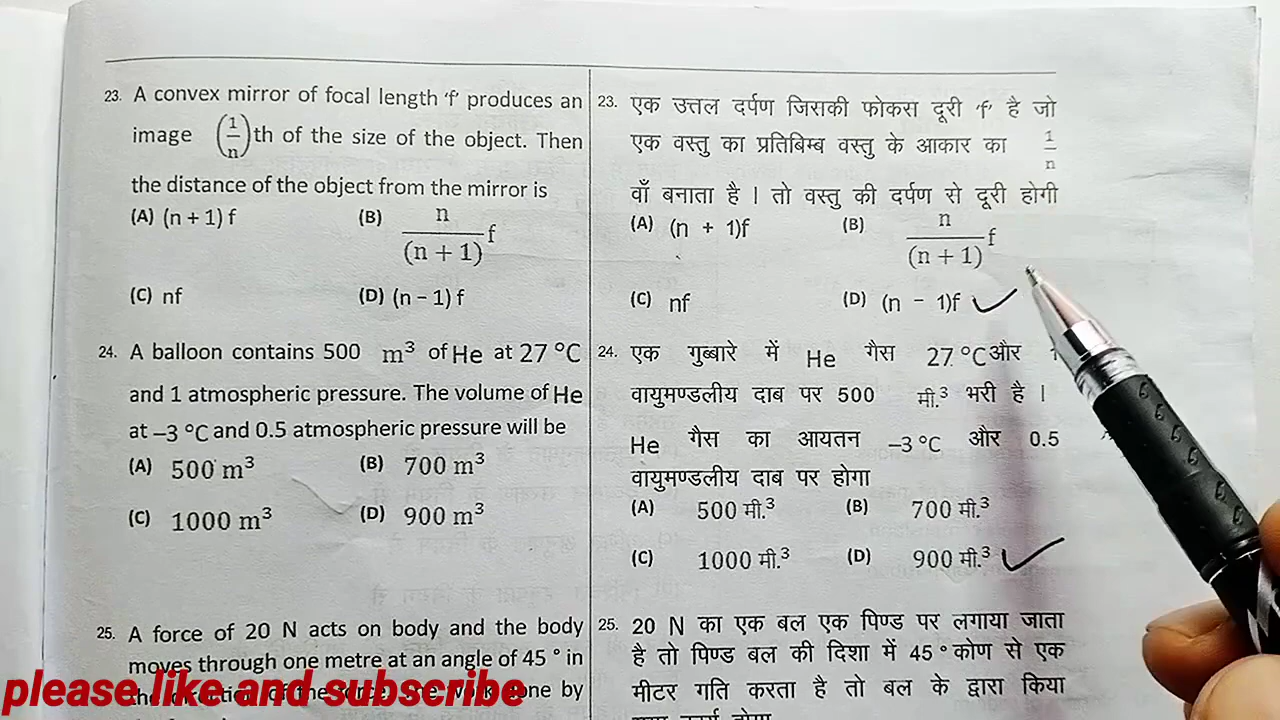 23. A convex mirror of focal length 'f' produces an
image (1/n)th of the size of the object. Then
the distance of the object from the mirror is
(A) (n + 1) f (B) n/(n + 1) f
(C) nf (D) (n − 1) f
24. A balloon contains 500 m³ of He at 27 °C
and 1 atmospheric pressure. The volume of He
at –3 °C and 0.5 atmospheric pressure will be
(A) 500 m³ (B) 700 m³
(C) 1000 m³ (D) 900 m³
25. A force of 20 N acts on body and the body
moves through one metre at an angle of 45 ° in
23. एक उत्तल दर्पण जिसकी फोकस दूरी 'f' है जो
एक वस्तु का प्रतिबिम्ब वस्तु के आकार का 1/n
वाँ बनाता है । तो वस्तु की दर्पण से दूरी होगी
(A) (n + 1)f (B) n/(n + 1) f
(C) nf (D) (n − 1)f
24. एक गुब्बारे में He गैस 27 °C और 1
वायुमण्डलीय दाब पर 500 मी.³ भरी है ।
He गैस का आयतन –3 °C और 0.5
वायुमण्डलीय दाब पर होगा
(A) 500 मी.³ (B) 700 मी.³
(C) 1000 मी.³ (D) 900 मी.³
25. 20 N का एक बल एक पिण्ड पर लगाया जाता
है तो पिण्ड बल की दिशा में 45 ° कोण से एक
मीटर गति करता है तो बल के द्वारा किया
please like and subscribe